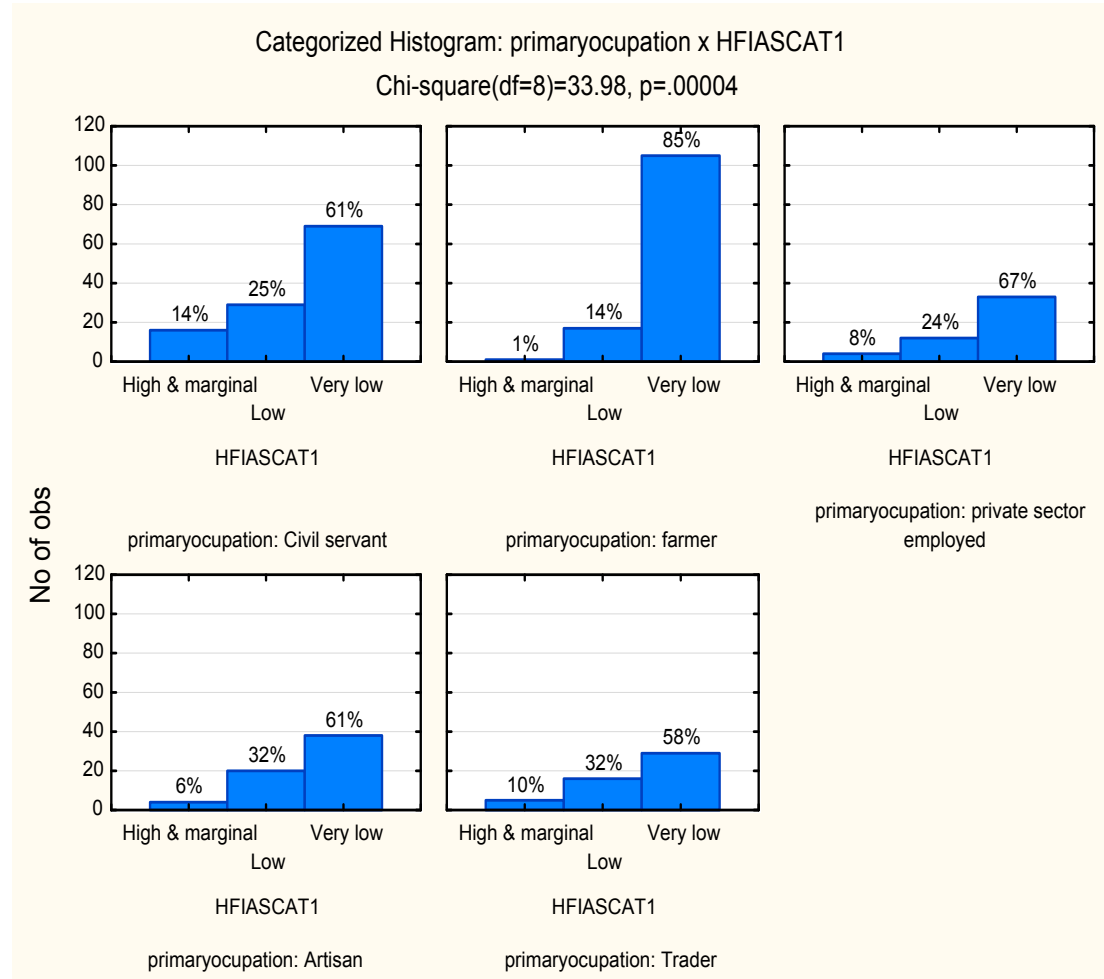 Categorized Histogram: primaryocupation x HFIASCAT1
Chi-square(df=8)=33.98, p=.00004
No of obs
120
100
80
60
40
20
0
14%
25%
61%
High & marginal
Low
Very low
HFIASCAT1
primaryocupation: Civil servant
1%
14%
85%
High & marginal
Low
Very low
HFIASCAT1
primaryocupation: farmer
8%
24%
67%
High & marginal
Low
Very low
HFIASCAT1
primaryocupation: private sector
employed
120
100
80
60
40
20
0
6%
32%
61%
High & marginal
Low
Very low
HFIASCAT1
primaryocupation: Artisan
10%
32%
58%
High & marginal
Low
Very low
HFIASCAT1
primaryocupation: Trader